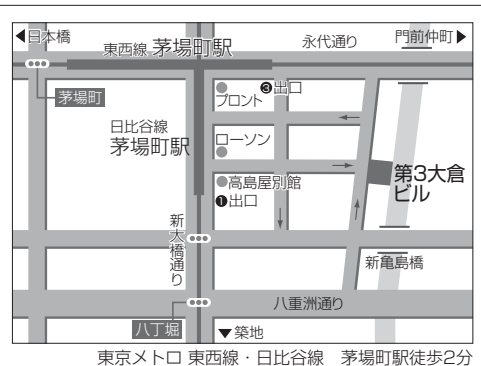 ◀日本橋
東西線 茅場町駅
永代通り
門前仲町▶
茅場町
プロント
❸出口
日比谷線
茅場町駅
ローソン
高島屋別館
❶出口
第3大倉
ビル
新大橋通り
新亀島橋
八重洲通り
八丁堀
▼築地
東京メトロ 東西線・日比谷線 茅場町駅徒歩2分